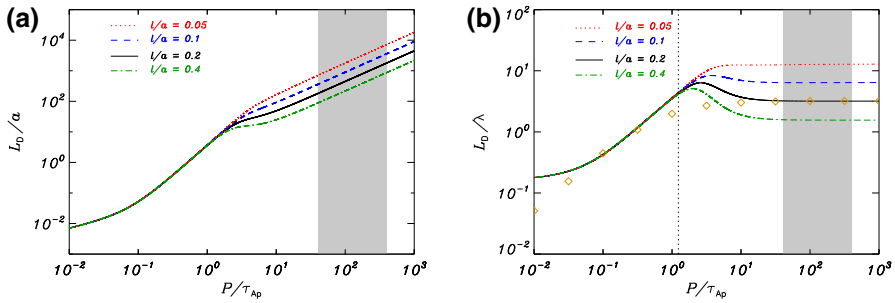 (a)
l/a = 0.05
l/a = 0.1
l/a = 0.2
l/a = 0.4
L_D/a
10^4
10^2
10^0
10^-2
10^-2
10^-1
10^0
10^1
10^2
10^3
P/τ_Ap
(b)
l/a = 0.05
l/a = 0.1
l/a = 0.2
l/a = 0.4
L_D/λ
10^2
10^1
10^0
10^-1
10^-2
10^-2
10^-1
10^0
10^1
10^2
10^3
P/τ_Ap